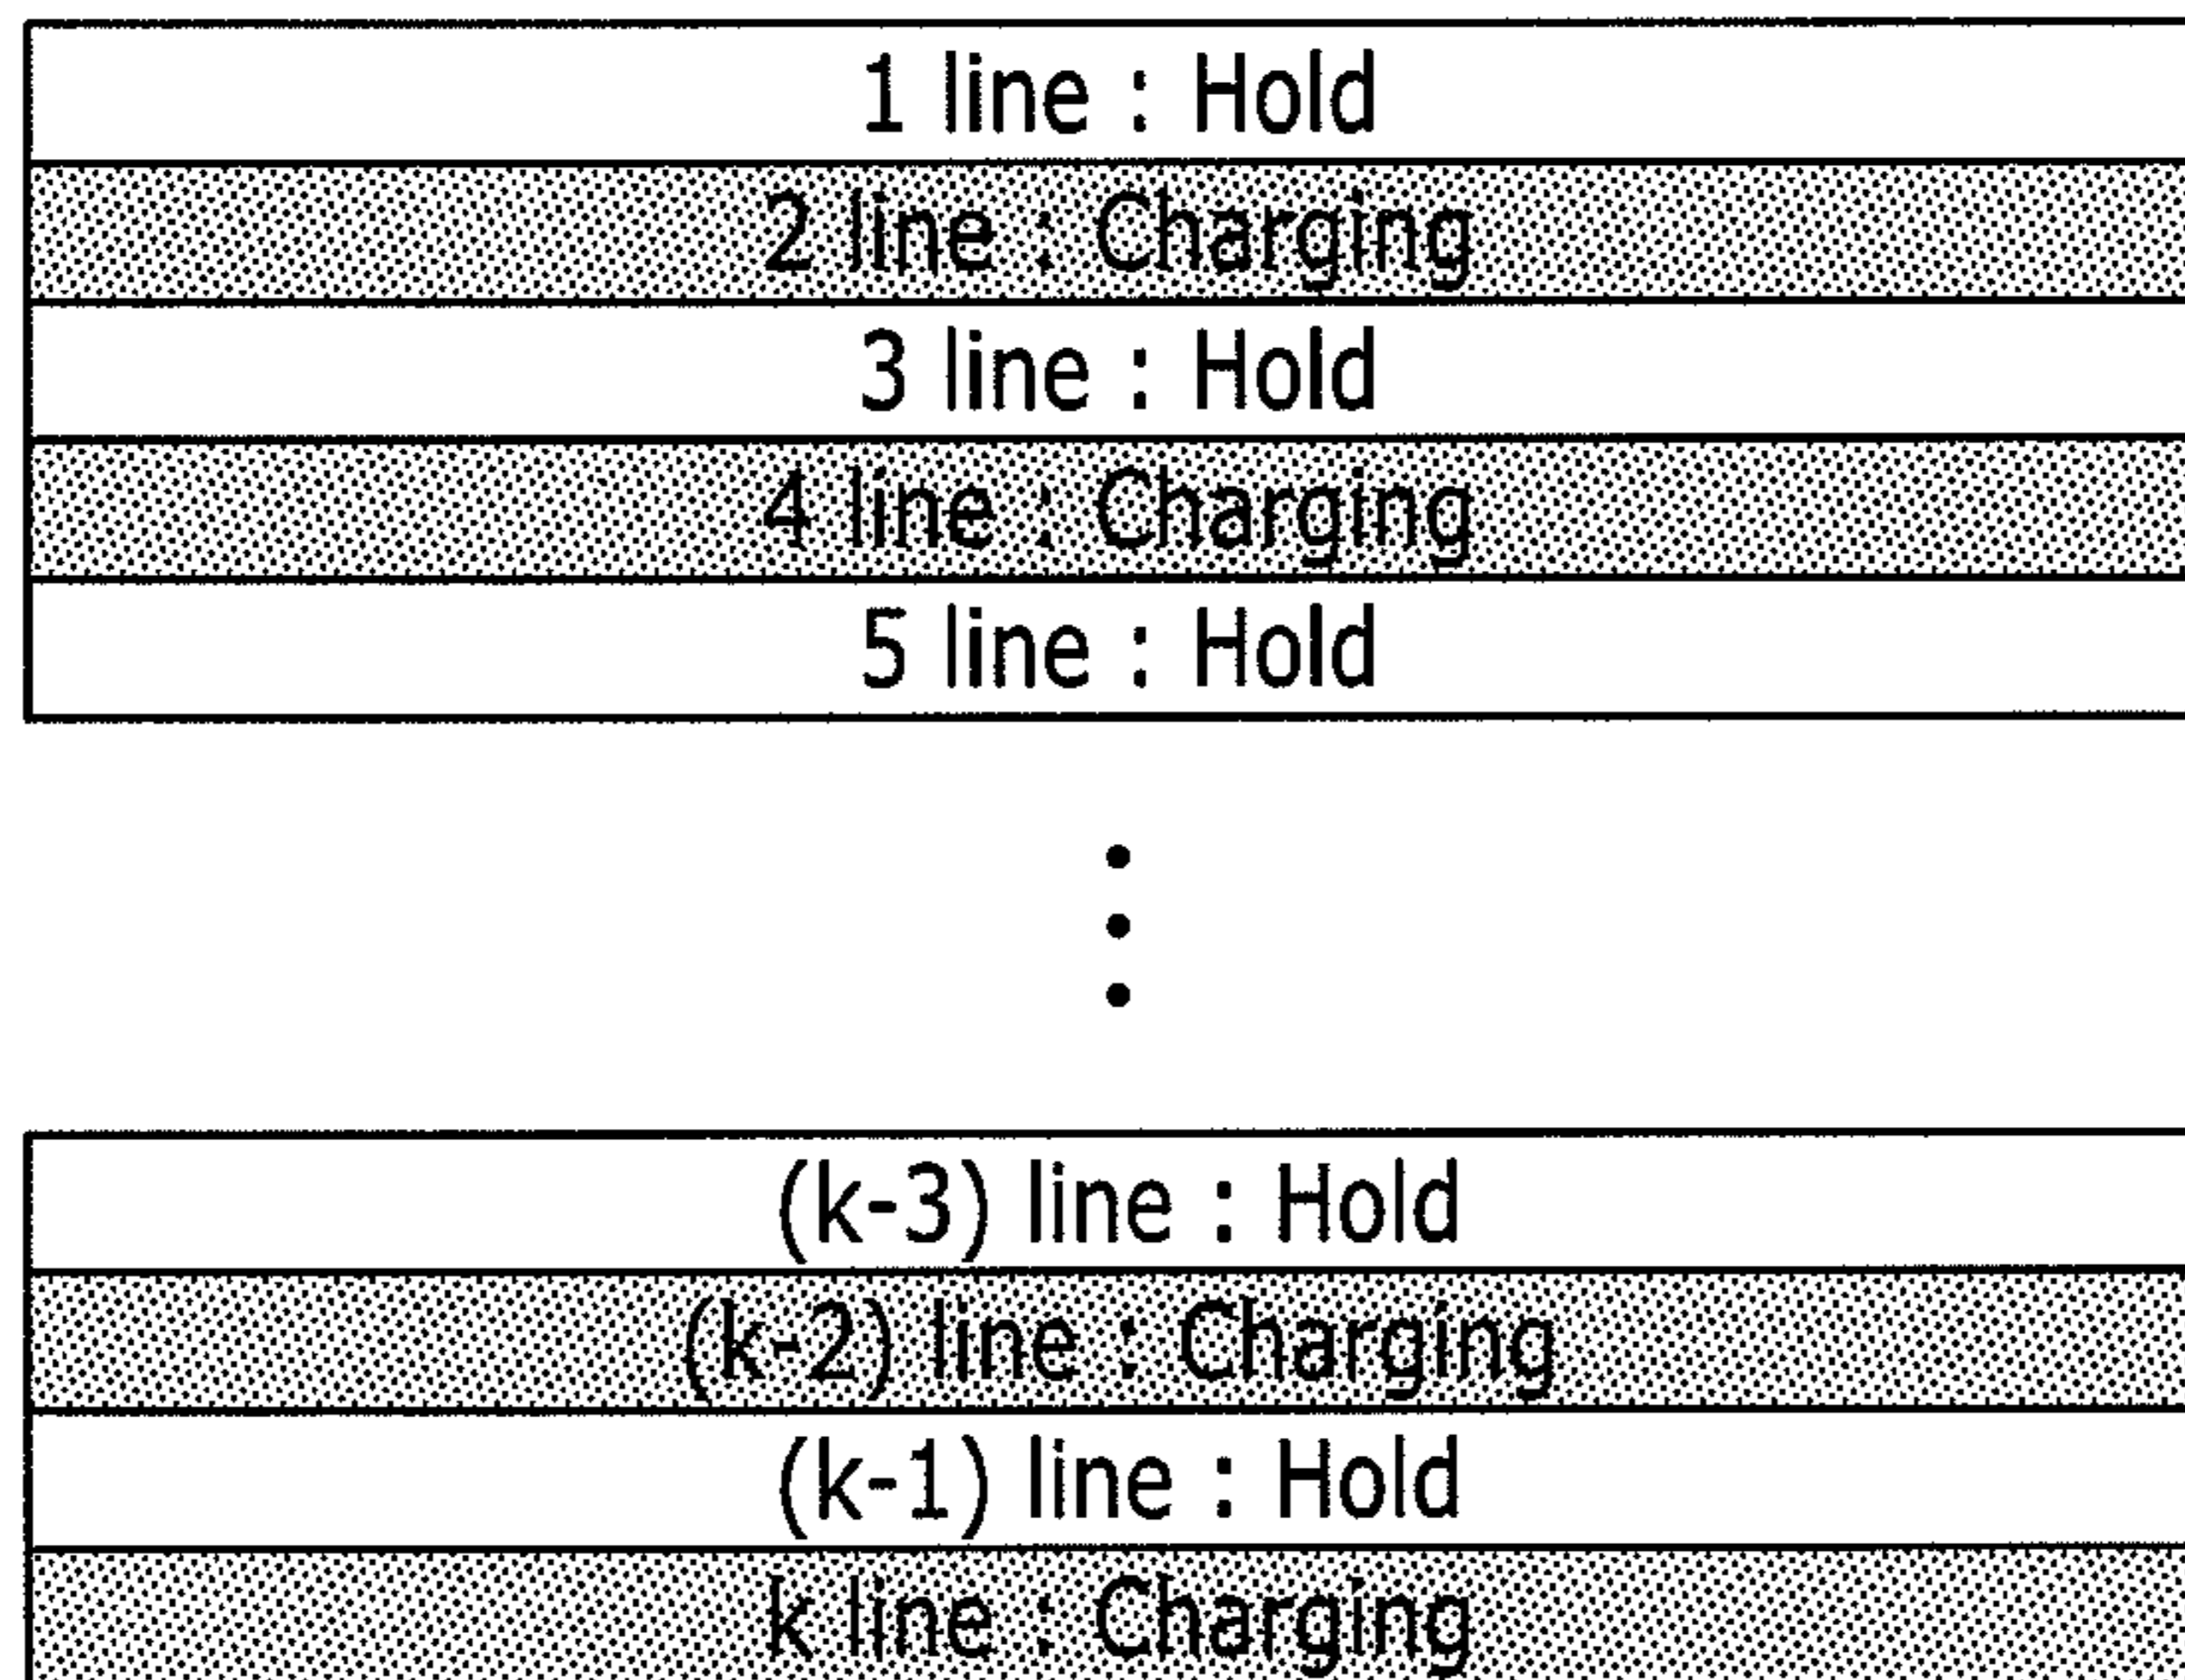 1 line : Hold
2 line : Charging
3 line : Hold
4 line : Charging
5 line : Hold
(k-3) line : Hold
(k-2) line : Charging
(k-1) line : Hold
k line : Charging